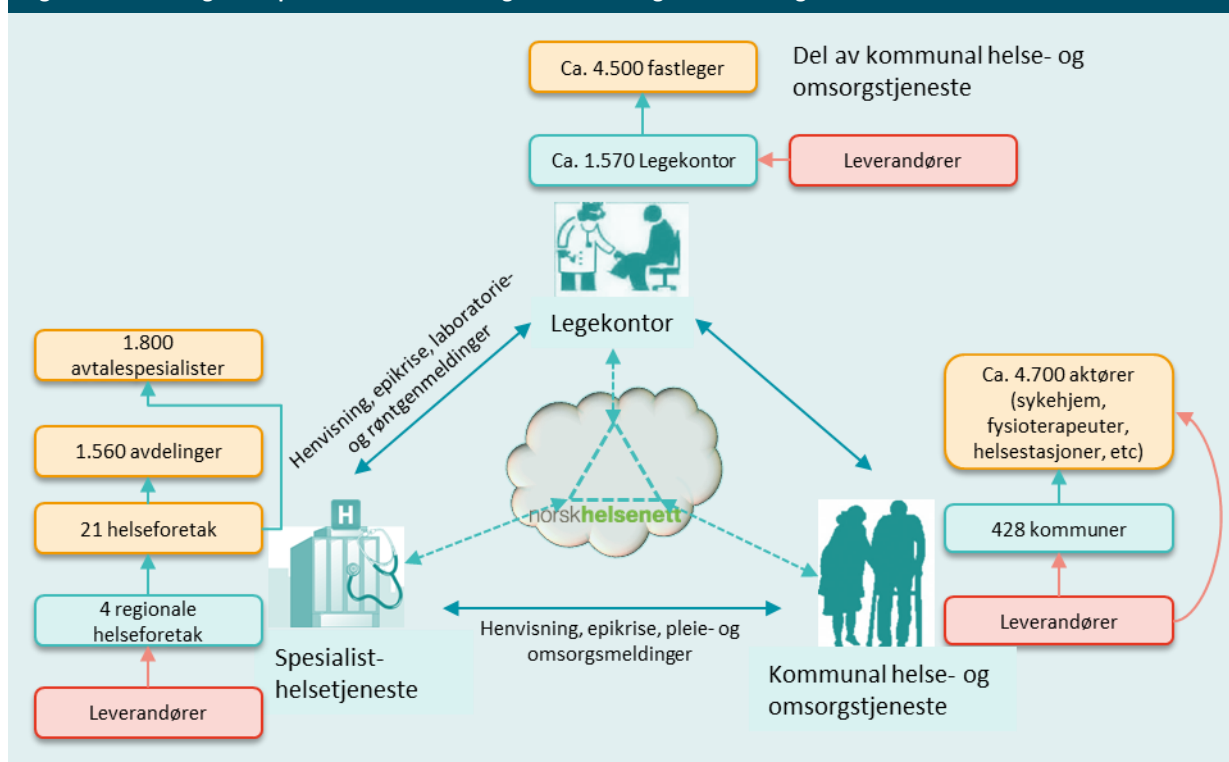 Ca. 4.500 fastleger
Del av kommunal helse- og
omsorgstjeneste
Ca. 1.570 Legekontor
Leverandører
Legekontor
Henvisning, epikrise, laboratorie-
og røntgenmeldinger
1.800
avtalespesialister
1.560 avdelinger
21 helseforetak
4 regionale
helseforetak
Leverandører
H
Spesialist-
helsetjeneste
norskhelsenett
Henvisning, epikrise, pleie- og
omsorgsmeldinger
Ca. 4.700 aktører
(sykehjem,
fysioterapeuter,
helsestasjoner, etc)
428 kommuner
Leverandører
Kommunal helse- og
omsorgstjeneste